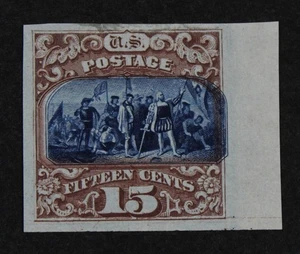 U.S.
POSTAGE
FIFTEEN CENTS
15